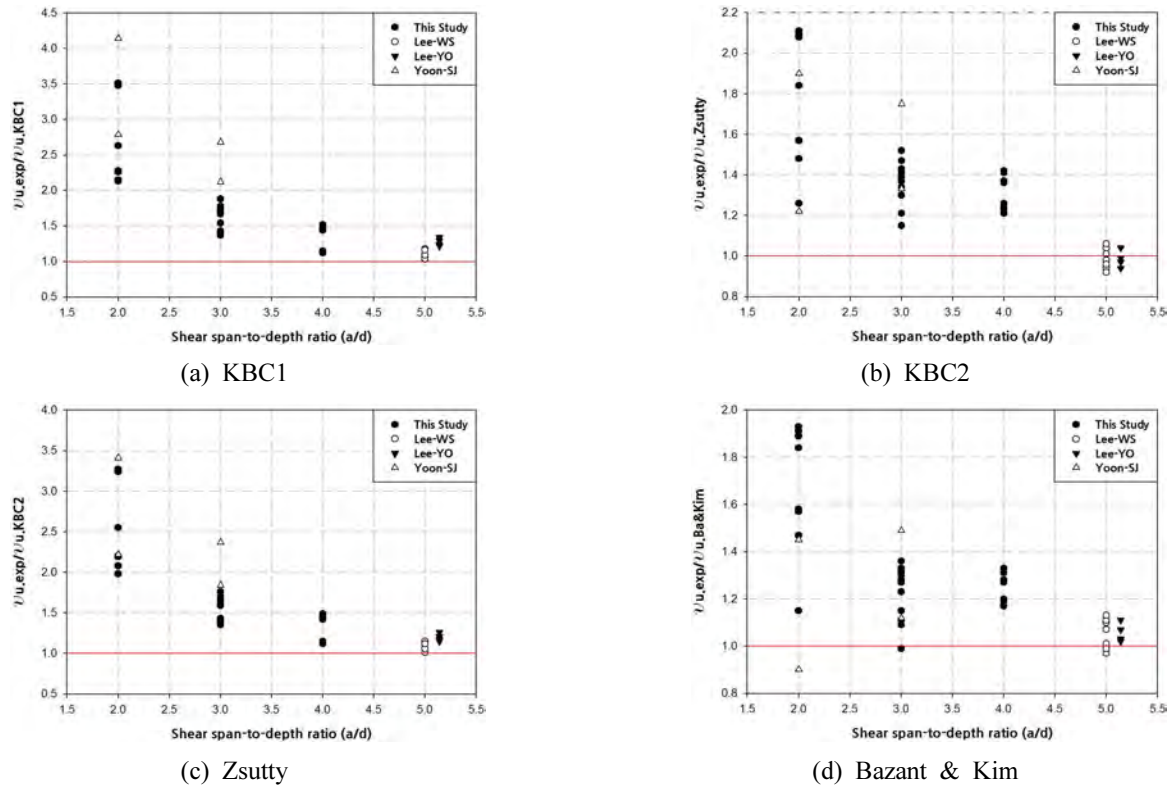 4.5
4.0
3.5
3.0
2.5
2.0
1.5
1.0
0.5
1.5 2.0 2.5 3.0 3.5 4.0 4.5 5.0 5.5
υu,exp/υu,KBC1
Shear span-to-depth ratio (a/d)
This Study
Lee-WS
Lee-YO
Yoon-SJ
(a) KBC1
2.2
2.0
1.8
1.6
1.4
1.2
1.0
0.8
1.5 2.0 2.5 3.0 3.5 4.0 4.5 5.0 5.5
υu,exp/υu,Zsutty
Shear span-to-depth ratio (a/d)
This Study
Lee-WS
Lee-YO
Yoon-SJ
(b) KBC2
4.0
3.5
3.0
2.5
2.0
1.5
1.0
0.5
1.5 2.0 2.5 3.0 3.5 4.0 4.5 5.0 5.5
υu,exp/υu,KBC2
Shear span-to-depth ratio (a/d)
This Study
Lee-WS
Lee-YO
Yoon-SJ
(c) Zsutty
2.0
1.8
1.6
1.4
1.2
1.0
0.8
1.5 2.0 2.5 3.0 3.5 4.0 4.5 5.0 5.5
υu,exp/υu,Ba&Kim
Shear span-to-depth ratio (a/d)
This Study
Lee-WS
Lee-YO
Yoon-SJ
(d) Bazant & Kim